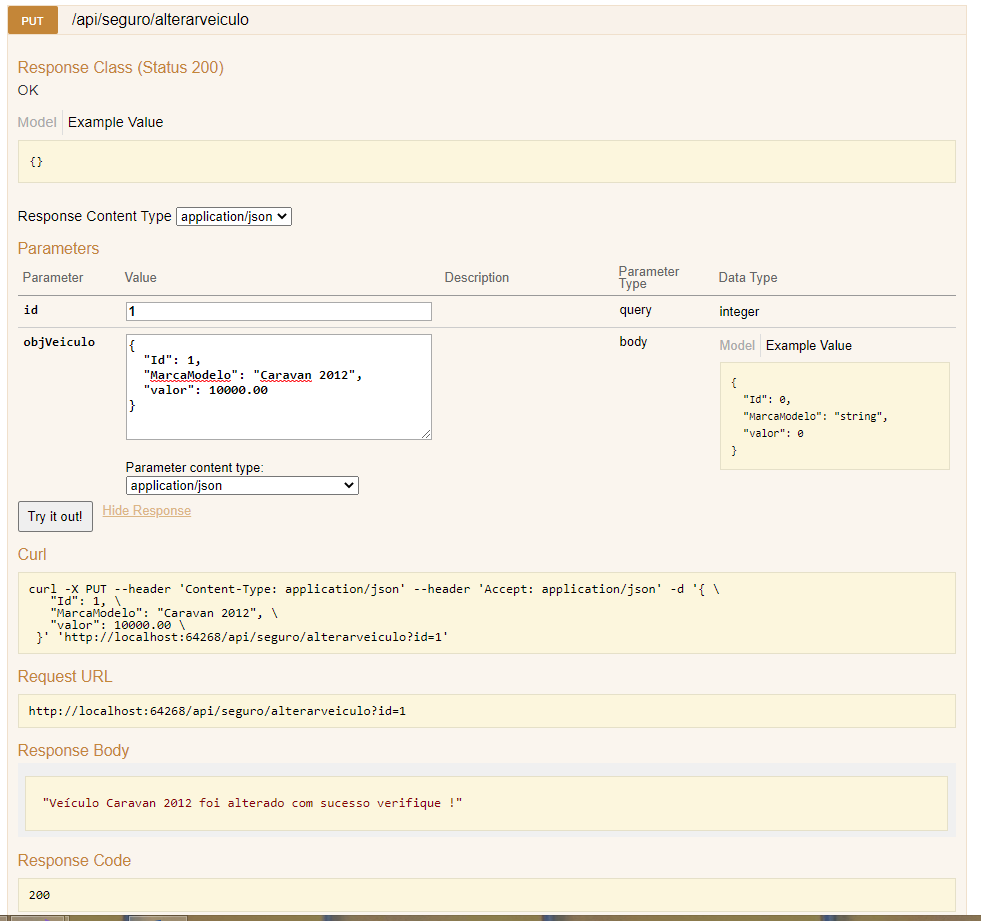 PUT /api/seguro/alterarveiculo
Response Class (Status 200)
OK
Model Example Value
{}
Response Content Type application/json
Parameters
Parameter Value Description Parameter Type Data Type
id 1 query integer
objVeiculo body Model Example Value
{
"Id": 1,
"MarcaModelo": "Caravan 2012",
"valor": 10000.00
}
{
"Id": 0,
"MarcaModelo": "string",
"valor": 0
}
Parameter content type:
application/json
Try it out! Hide Response
Curl
curl -X PUT --header 'Content-Type: application/json' --header 'Accept: application/json' -d '{ \
"Id": 1, \
"MarcaModelo": "Caravan 2012", \
"valor": 10000.00 \
}' 'http://localhost:64268/api/seguro/alterarveiculo?id=1'
Request URL
http://localhost:64268/api/seguro/alterarveiculo?id=1
Response Body
"Veículo Caravan 2012 foi alterado com sucesso verifique !"
Response Code
200